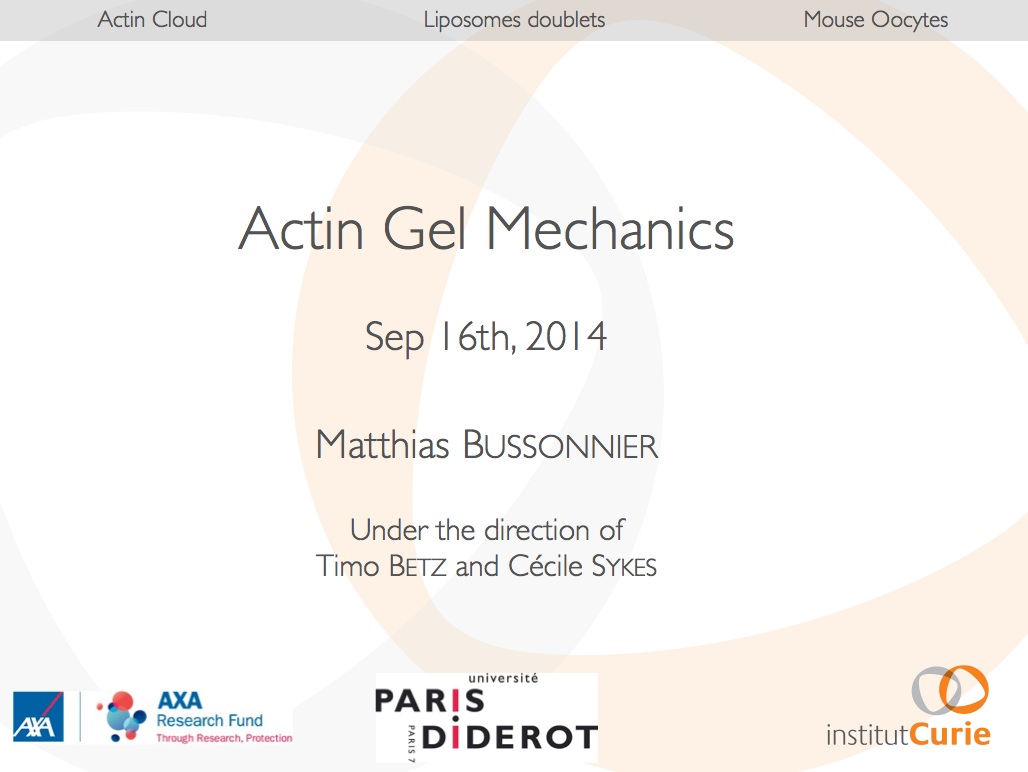 Actin Cloud
Liposomes doublets
Mouse Oocytes
Actin Gel Mechanics
Sep 16th, 2014
Matthias BUSSONNIER
Under the direction of
Timo BETZ and Cécile SYKES
AXA
AXA
Research Fund
Through Research, Protection
université
PARIS
DIDEROT
PARIS 7
institutCurie